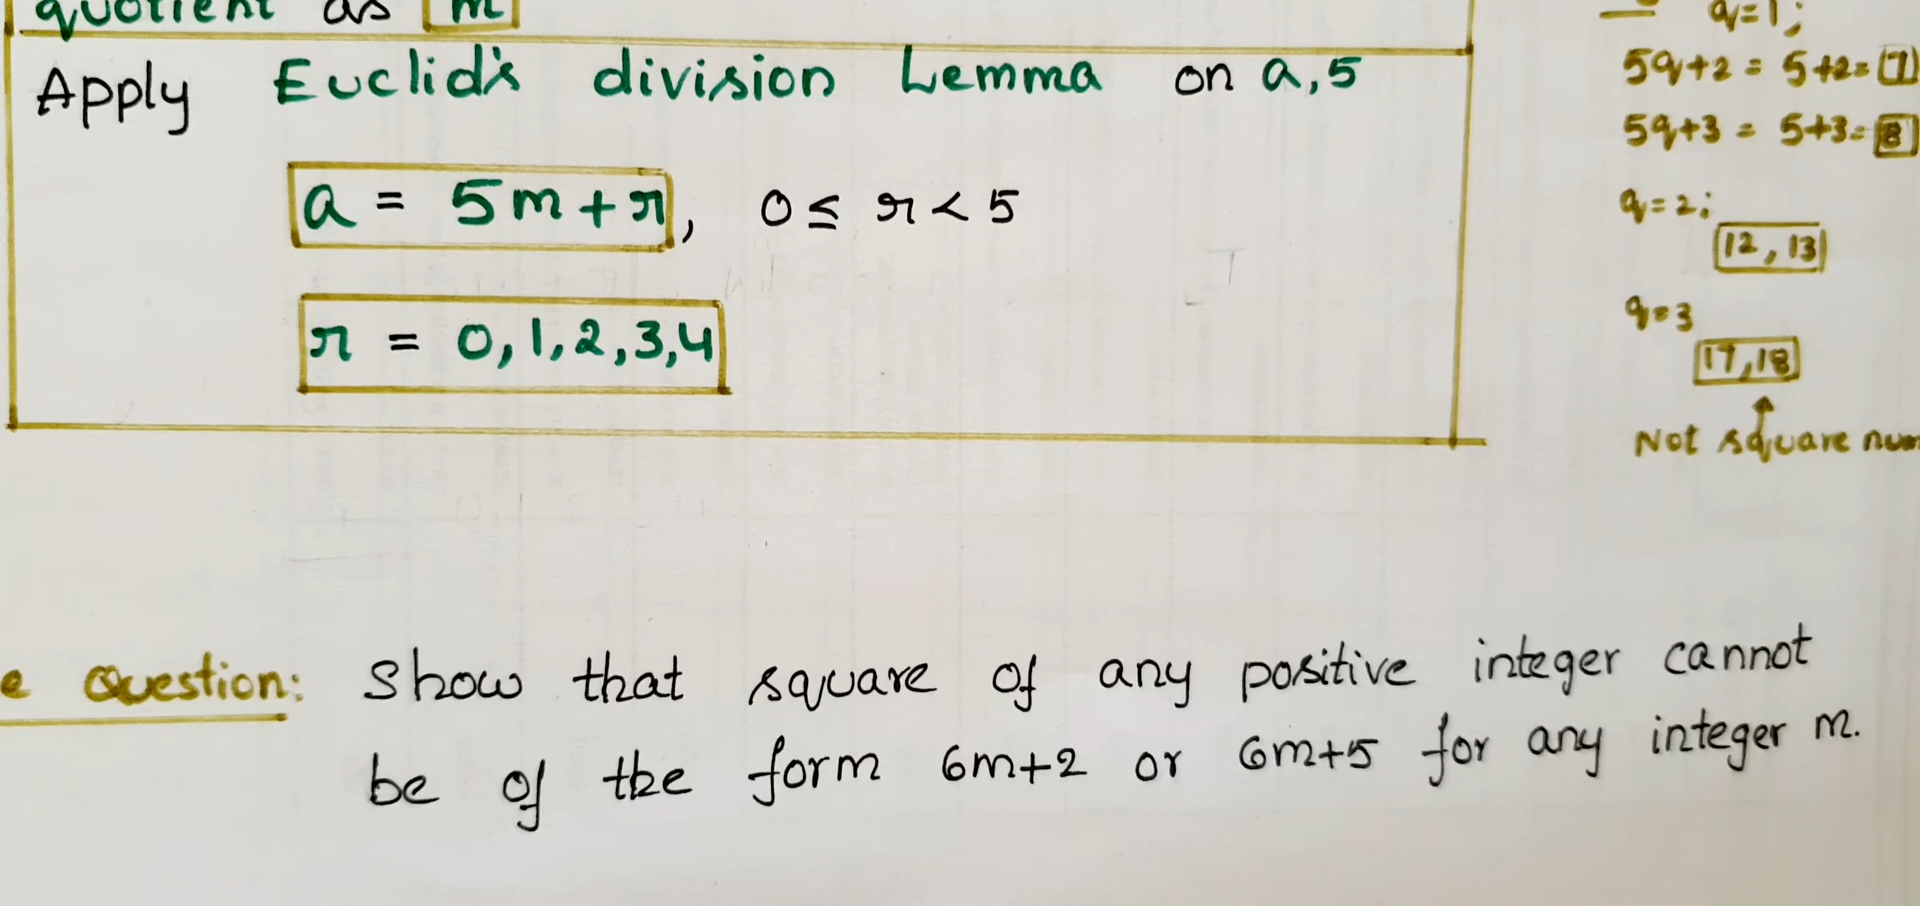 quotient as m
Apply Euclid's division Lemma on a,5
a = 5m+r, 0 ≤ r < 5
r = 0,1,2,3,4
q=1;
5q+2 = 5+2= 7
5q+3 = 5+3= 8
q=2;
12, 13
q=3
17,18
Not square
Question: Show that square of any positive integer cannot
be of the form 6m+2 or 6m+5 for any integer m.